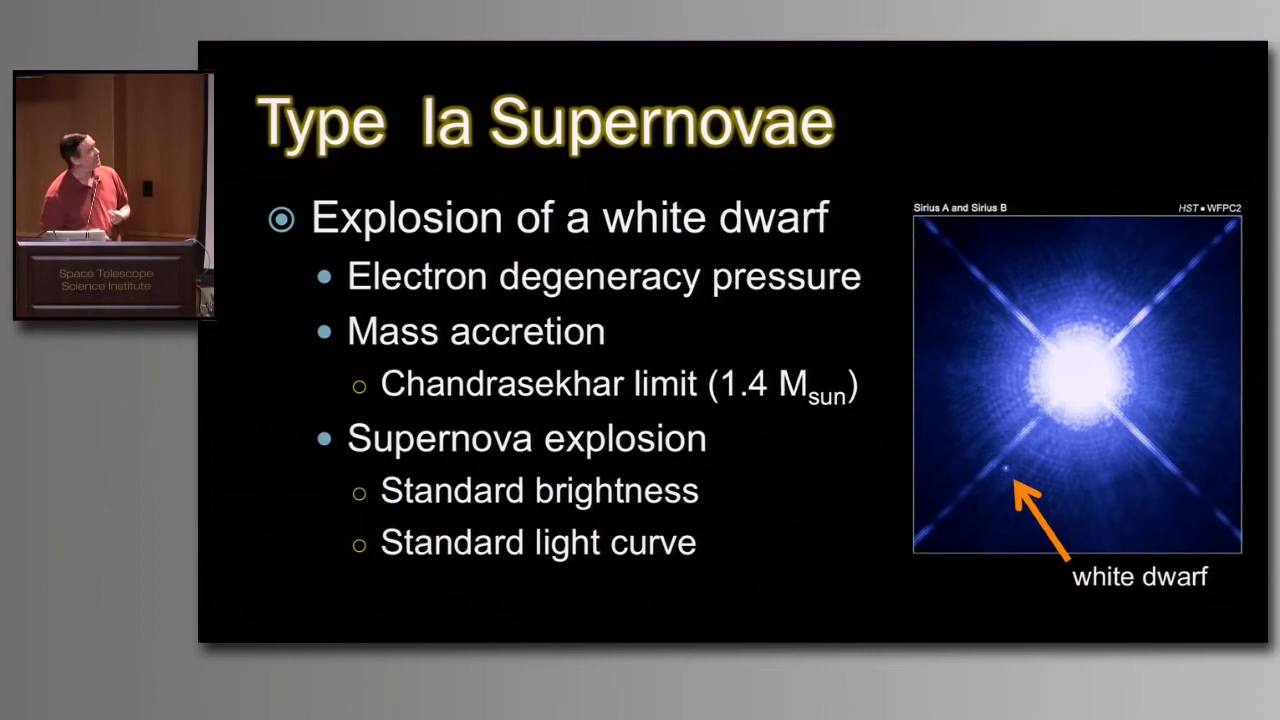 Type Ia Supernovae
Explosion of a white dwarf
Electron degeneracy pressure
Mass accretion
Chandrasekhar limit (1.4 Msun)
Supernova explosion
Standard brightness
Standard light curve
Sirius A and Sirius B
HST ▪ WFPC2
white dwarf
Space Telescope
Science Institute